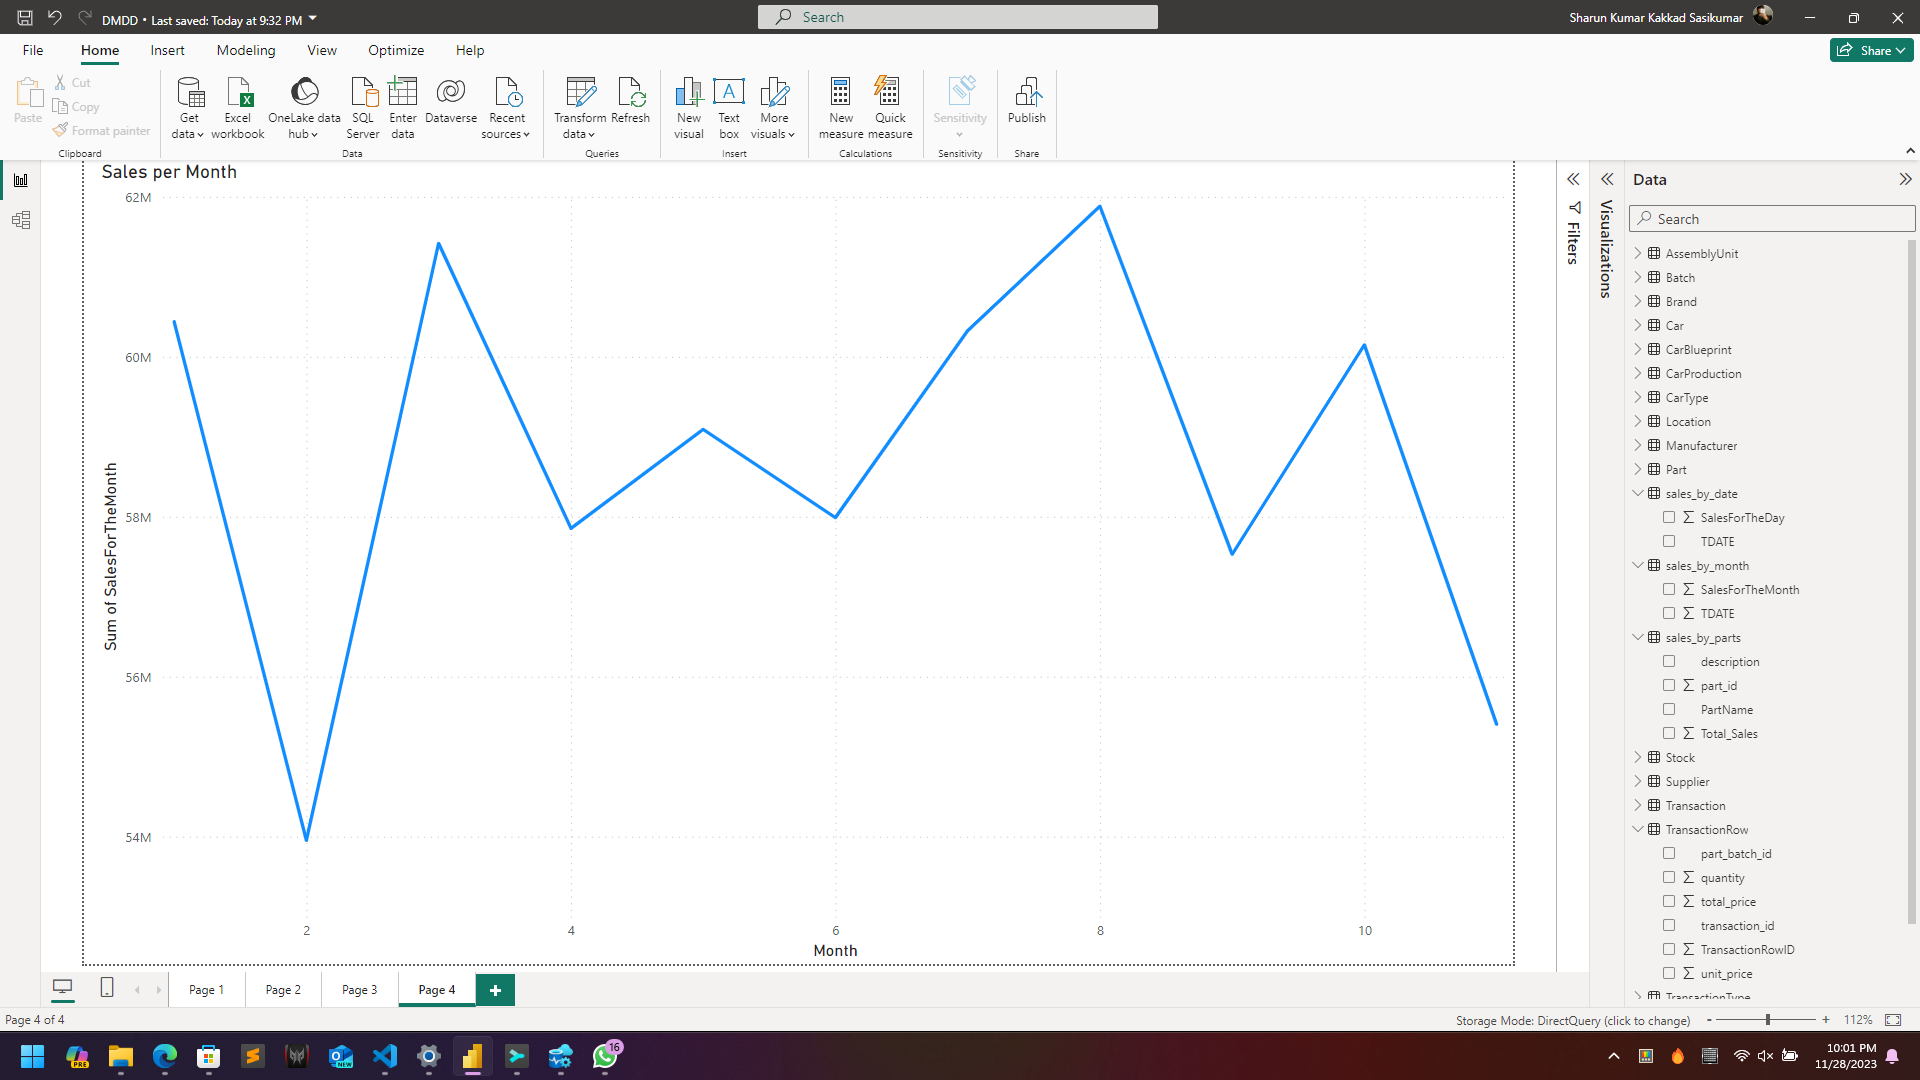 DMDD • Last saved: Today at 9:32 PM
Search
Sharun Kumar Kakkad Sasikumar
File
Home
Insert
Modeling
View
Optimize
Help
Share
Paste
Cut
Copy
Format painter
Clipboard
Get data
Excel workbook
OneLake data hub
SQL Server
Enter data
Dataverse
Recent sources
Data
Transform data
Refresh
Queries
New visual
Text box
More visuals
Insert
New measure
Quick measure
Calculations
Sensitivity
Sensitivity
Publish
Share
Sales per Month
62M
60M
58M
56M
54M
Sum of SalesForTheMonth
2
4
6
8
10
Month
Filters
Visualizations
Data
Search
AssemblyUnit
Batch
Brand
Car
CarBlueprint
CarProduction
CarType
Location
Manufacturer
Part
sales_by_date
SalesForTheDay
TDATE
sales_by_month
SalesForTheMonth
TDATE
sales_by_parts
description
part_id
PartName
Total_Sales
Stock
Supplier
Transaction
TransactionRow
part_batch_id
quantity
total_price
transaction_id
TransactionRowID
unit_price
TransactionType
Page 1
Page 2
Page 3
Page 4
Page 4 of 4
Storage Mode: DirectQuery (click to change)
112%
PRE
NEW
16
10:01 PM
11/28/2023